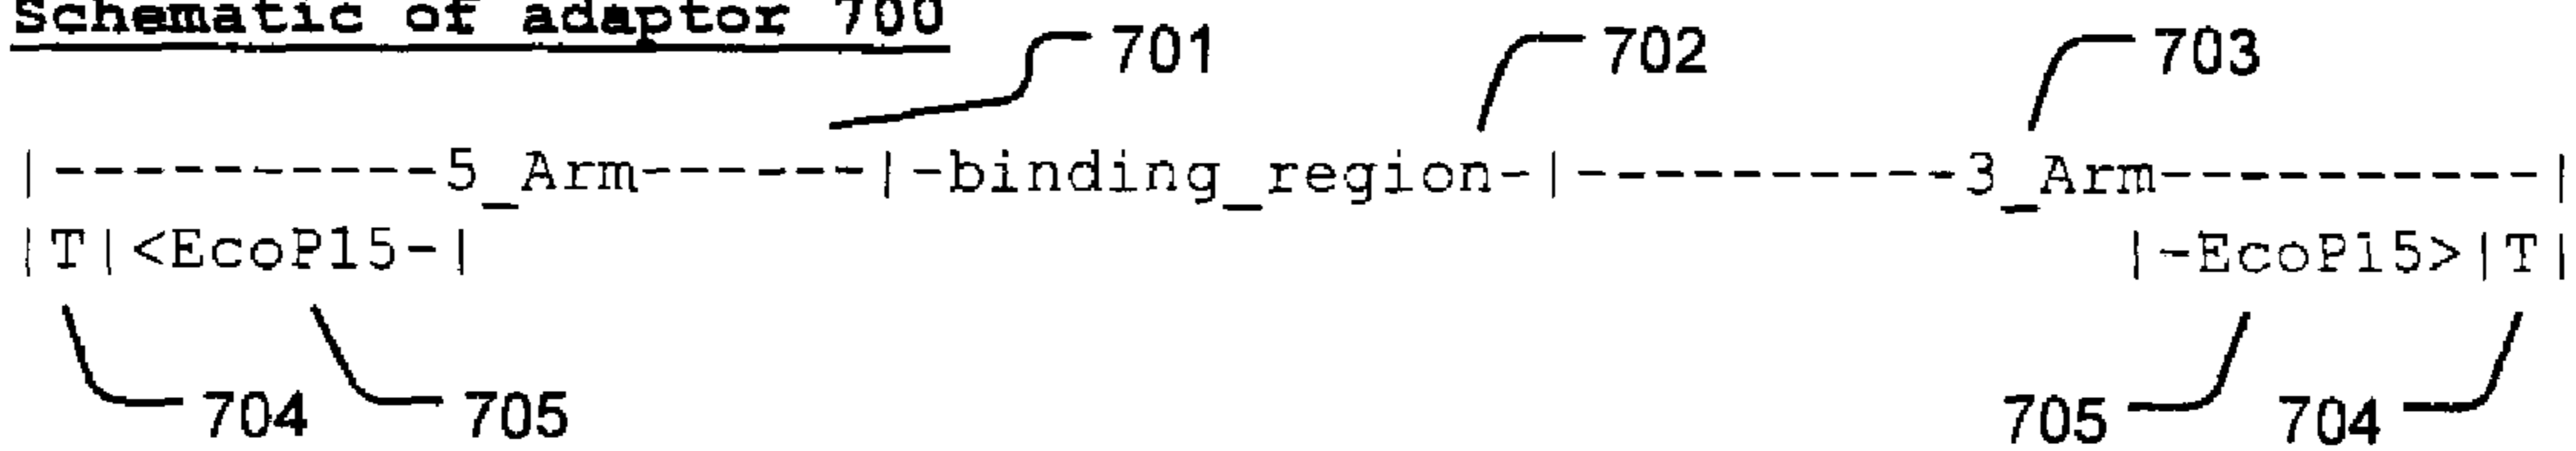 Schematic of adaptor 700
701 702 703
|-----------5_Arm------|-binding_region-|-----------3_Arm-----------|
|T|<EcoP15-| |-EcoP15>|T|
704 705 705 704